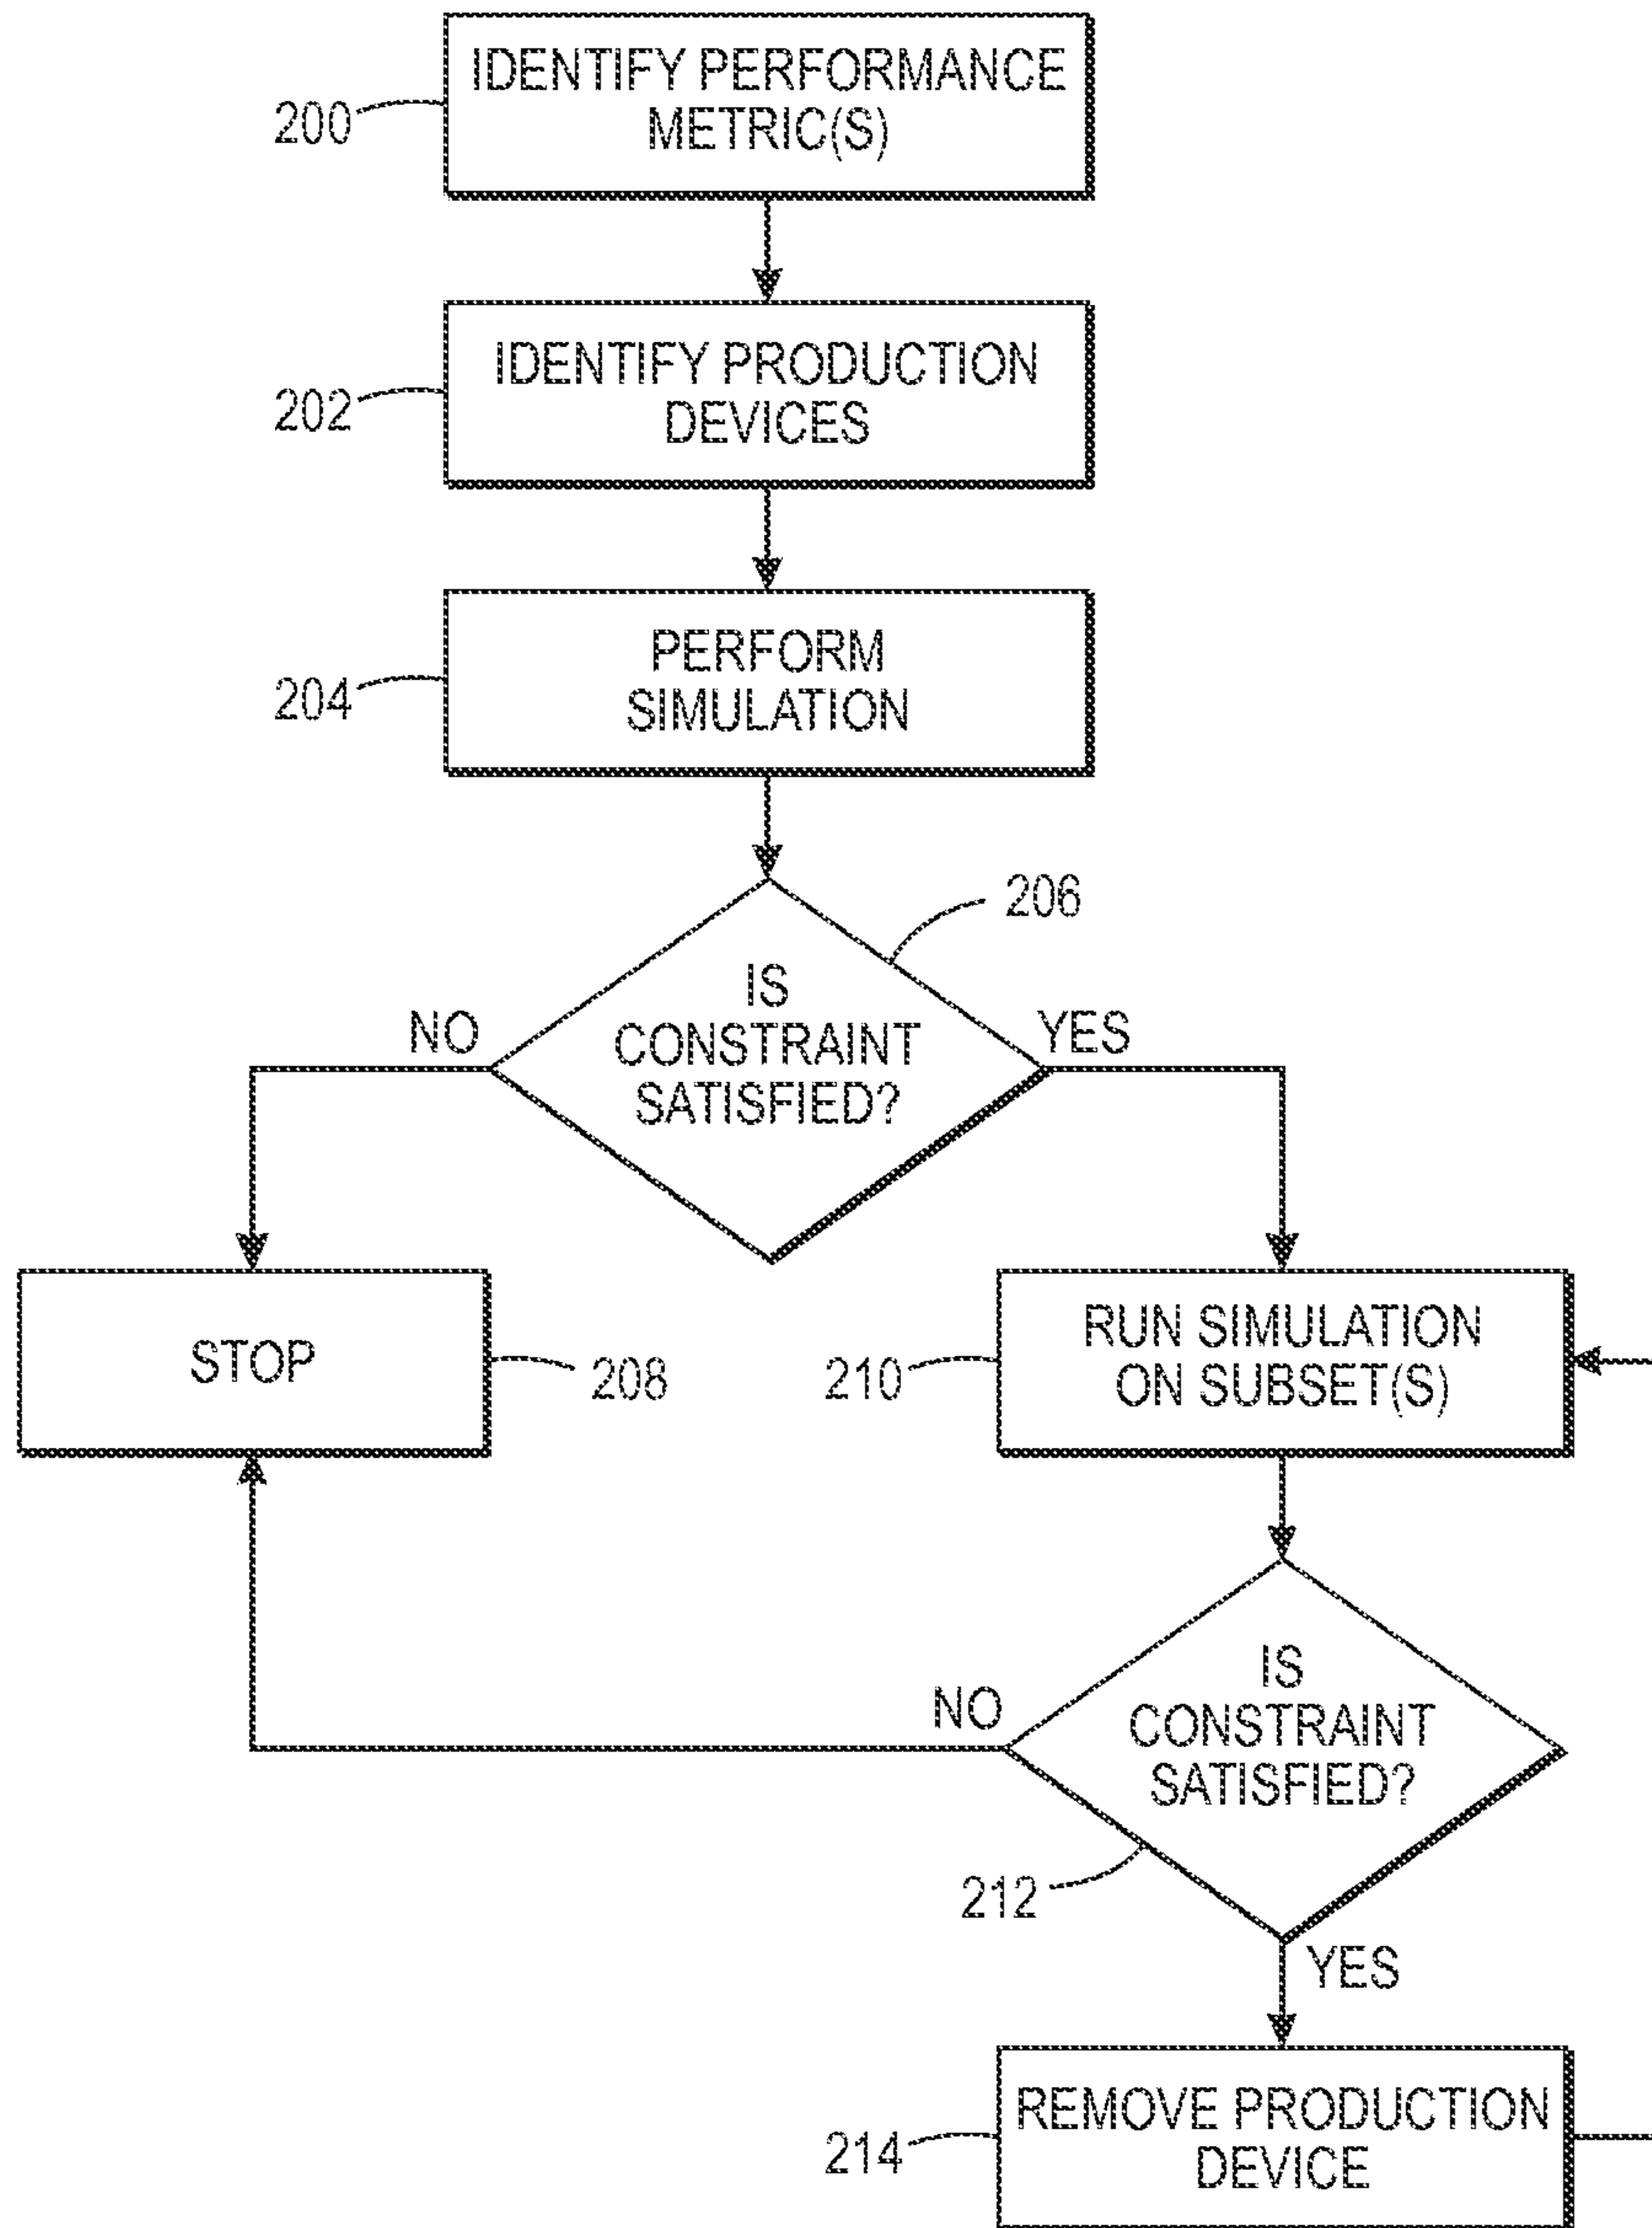 IDENTIFY PERFORMANCE
METRIC(S)
200
IDENTIFY PRODUCTION
DEVICES
202
PERFORM
SIMULATION
204
206
IS
CONSTRAINT
SATISFIED?
NO
YES
STOP
208
RUN SIMULATION
ON SUBSET(S)
210
IS
CONSTRAINT
SATISFIED?
NO
212
YES
REMOVE PRODUCTION
DEVICE
214